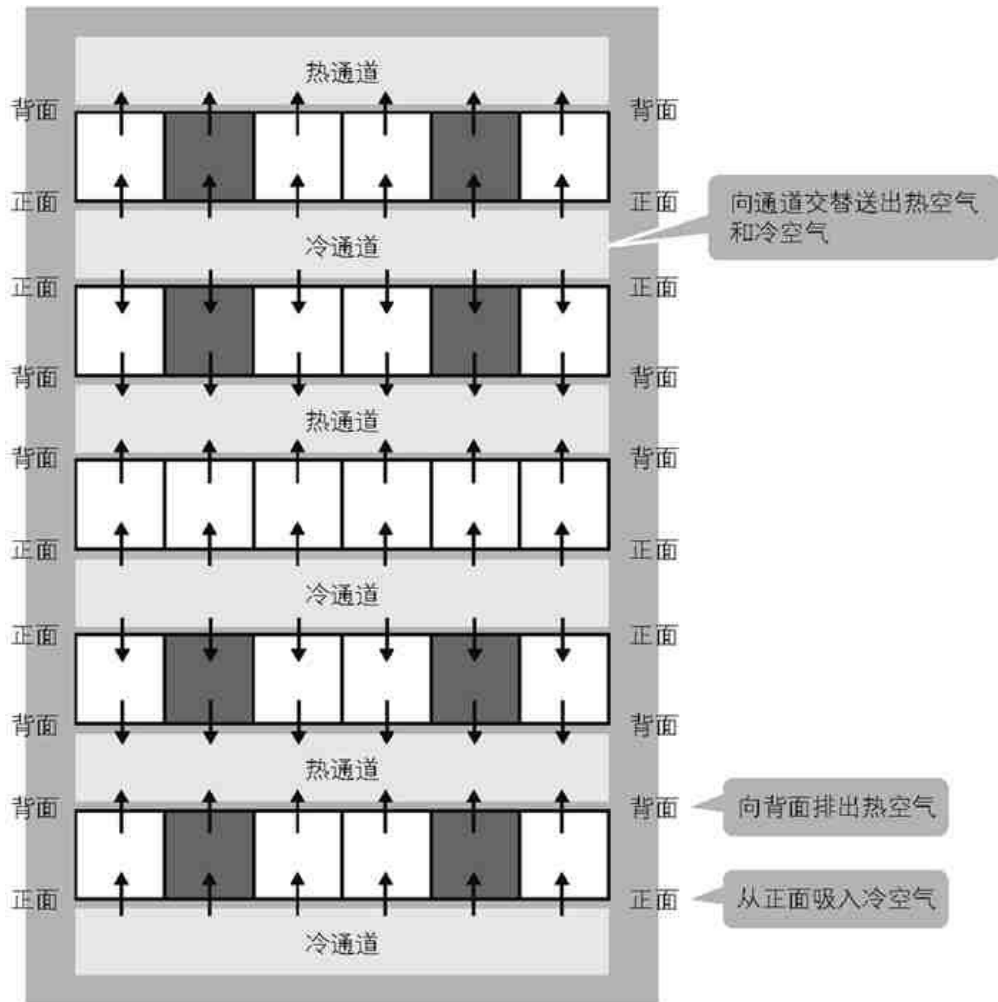 热通道
背面 背面
正面 正面
向通道交替送出热空气
和冷空气
冷通道
正面 正面
背面 背面
热通道
背面 背面
正面 正面
冷通道
正面 正面
背面 背面
热通道
背面 背面
向背面排出热空气
正面 正面
从正面吸入冷空气
冷通道